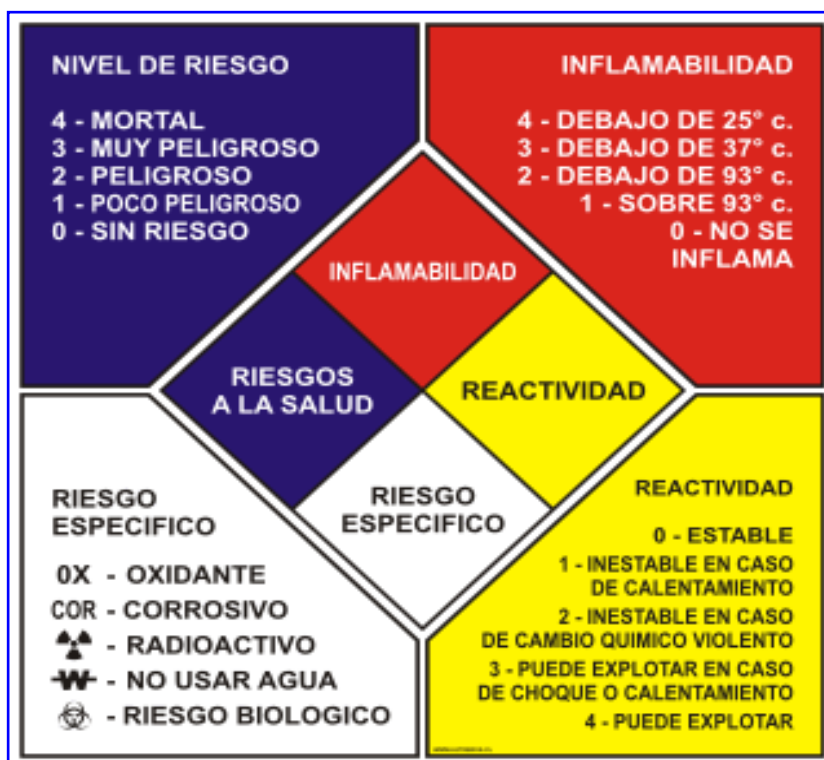 NIVEL DE RIESGO
4 - MORTAL
3 - MUY PELIGROSO
2 - PELIGROSO
1 - POCO PELIGROSO
0 - SIN RIESGO
INFLAMABILIDAD
4 - DEBAJO DE 25° c.
3 - DEBAJO DE 37° c.
2 - DEBAJO DE 93° c.
1 - SOBRE 93° c.
0 - NO SE
INFLAMA
INFLAMABILIDAD
RIESGOS
A LA SALUD
REACTIVIDAD
RIESGO
ESPECIFICO
RIESGO
ESPECIFICO
0X - OXIDANTE
COR - CORROSIVO
- RADIOACTIVO
W - NO USAR AGUA
- RIESGO BIOLOGICO
REACTIVIDAD
0 - ESTABLE
1 - INESTABLE EN CASO
DE CALENTAMIENTO
2 - INESTABLE EN CASO
DE CAMBIO QUIMICO VIOLENTO
3 - PUEDE EXPLOTAR EN CASO
DE CHOQUE O CALENTAMIENTO
4 - PUEDE EXPLOTAR